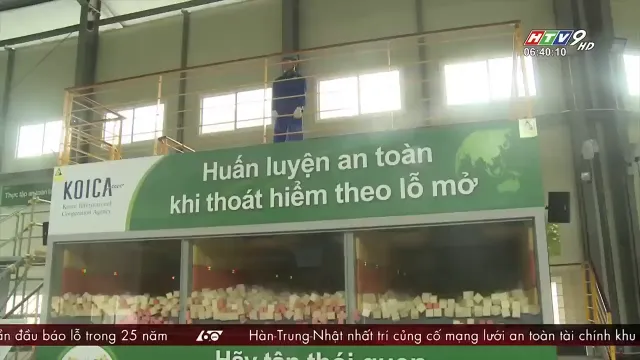 HTV9 HD
06:40:10
Huấn luyện an toàn
khi thoát hiểm theo lỗ mở
KOICA
Korea International
Cooperation Agency
ẩn đầu báo lỗ trong 25 năm 60 Hàn-Trung-Nhật nhất trí củng cố mạng lưới an toàn tài chính khu